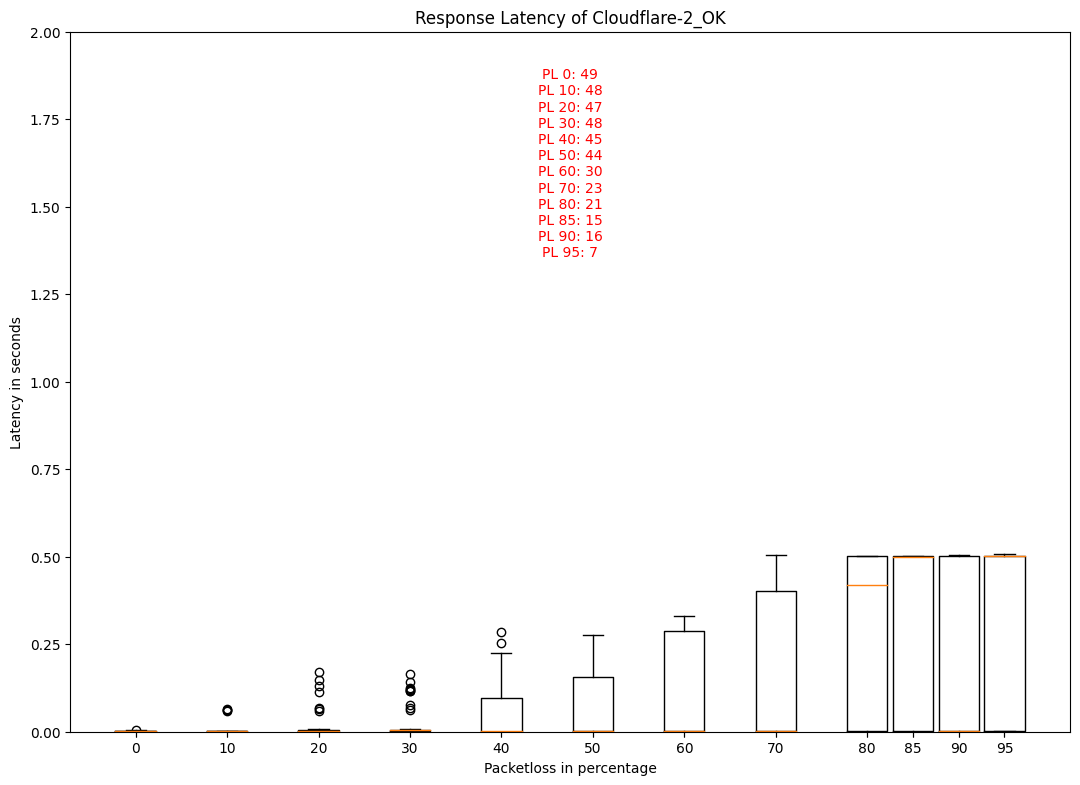 Response Latency of Cloudflare-2_OK
2.00
1.75
1.50
1.25
1.00
0.75
0.50
0.25
0.00
Latency in seconds
PL 0: 49
PL 10: 48
PL 20: 47
PL 30: 48
PL 40: 45
PL 50: 44
PL 60: 30
PL 70: 23
PL 80: 21
PL 85: 15
PL 90: 16
PL 95: 7
0 10 20 30 40 50 60 70 80 85 90 95
Packetloss in percentage